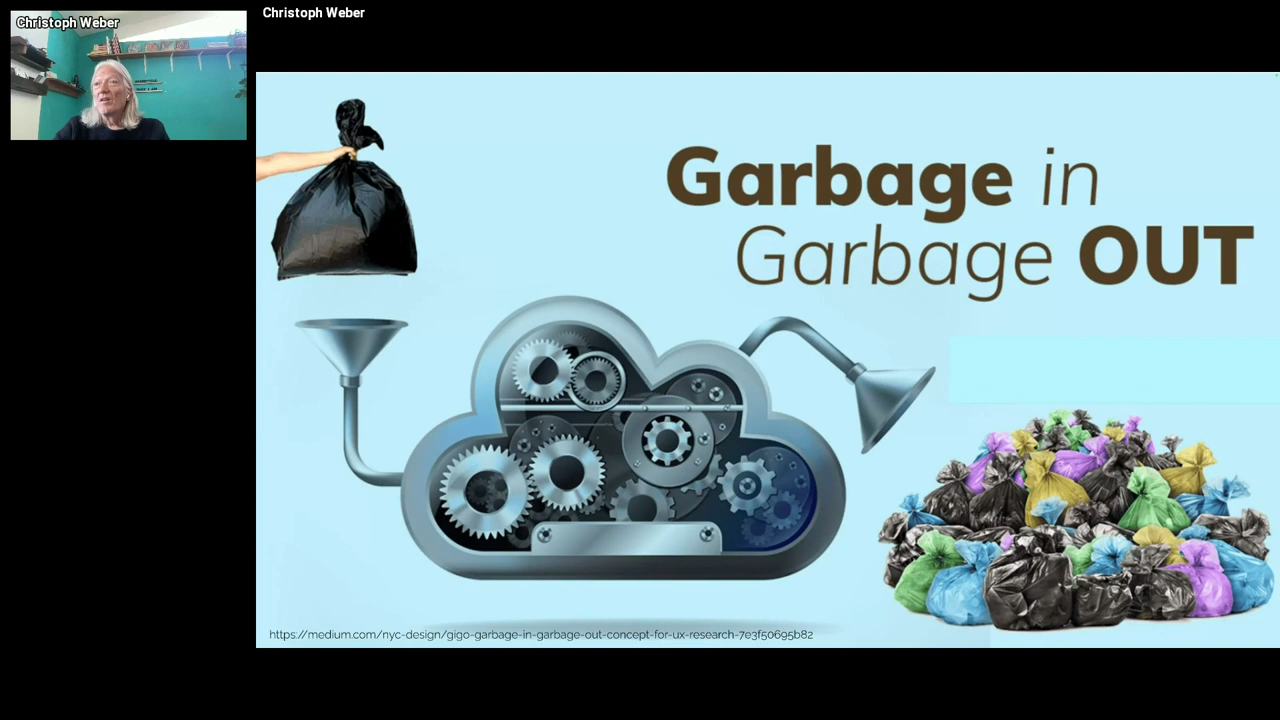 Christoph Weber
Christoph Weber
Garbage in
Garbage OUT
https://medium.com/nyc-design/gigo-garbage-in-garbage-out-concept-for-ux-research-7e3f50695b82